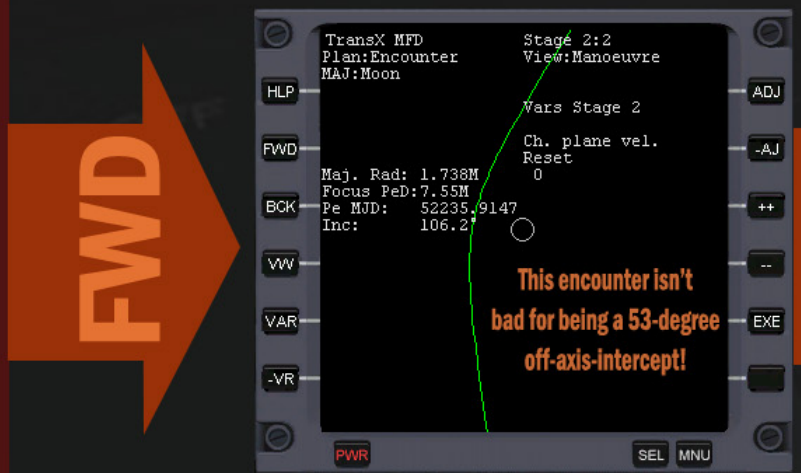 FWD
TransX MFD
Stage 2:2
Plan:Encounter
View:Manoeuvre
MAJ:Moon
HLP
ADJ
Vars Stage 2
FWD
-AJ
Ch. plane vel.
Reset
Maj. Rad: 1.738M
0
Focus PeD:7.55M
BCK
Pe MJD: 52235.9147
++
Inc: 106.2°
VW
--
This encounter isn't
bad for being a 53-degree
off-axis-intercept!
VAR
EXE
-VR
PWR
SEL
MNU